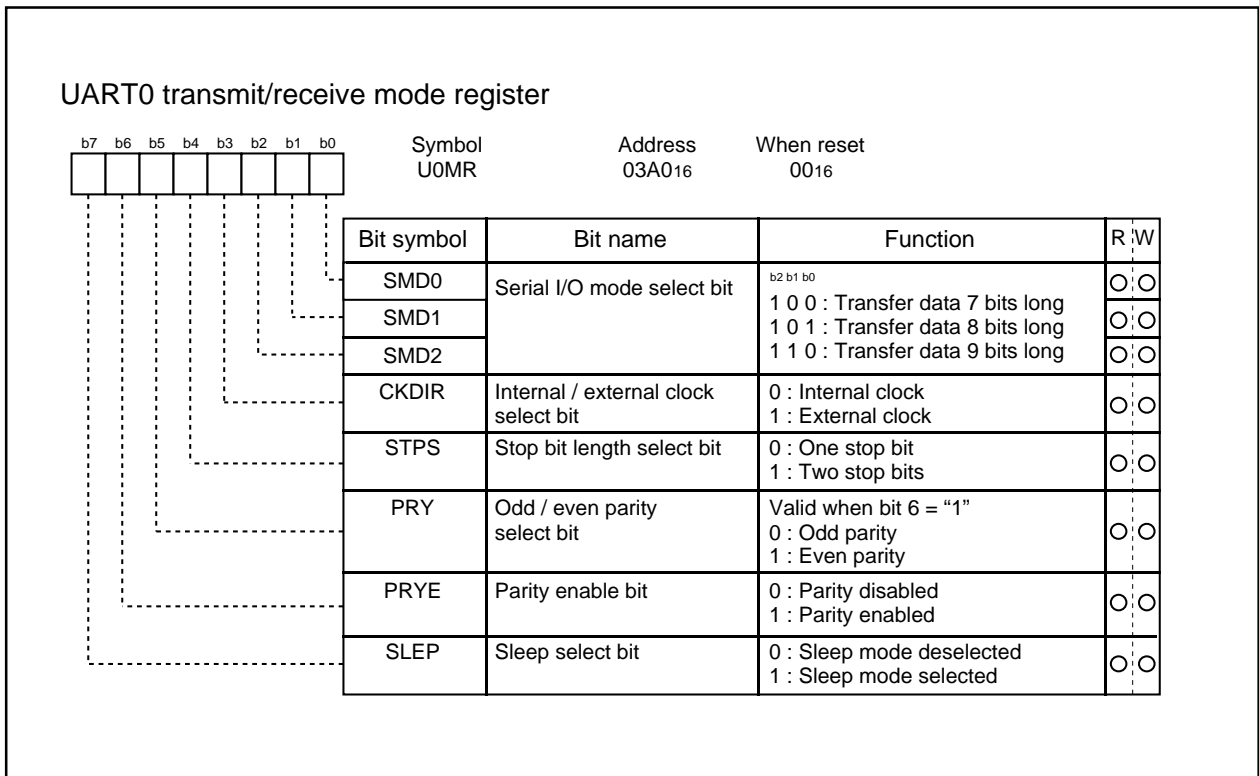 UART0 transmit/receive mode register
b7 b6 b5 b4 b3 b2 b1 b0
Symbol Address When reset
U0MR 03A016 0016
Bit symbol Bit name Function R W
SMD0 Serial I/O mode select bit b2 b1 b0
1 0 0 : Transfer data 7 bits long
SMD1 1 0 1 : Transfer data 8 bits long
SMD2 1 1 0 : Transfer data 9 bits long
CKDIR Internal / external clock 0 : Internal clock
select bit 1 : External clock
STPS Stop bit length select bit 0 : One stop bit
1 : Two stop bits
PRY Odd / even parity Valid when bit 6 = “1”
select bit 0 : Odd parity
1 : Even parity
PRYE Parity enable bit 0 : Parity disabled
1 : Parity enabled
SLEP Sleep select bit 0 : Sleep mode deselected
1 : Sleep mode selected